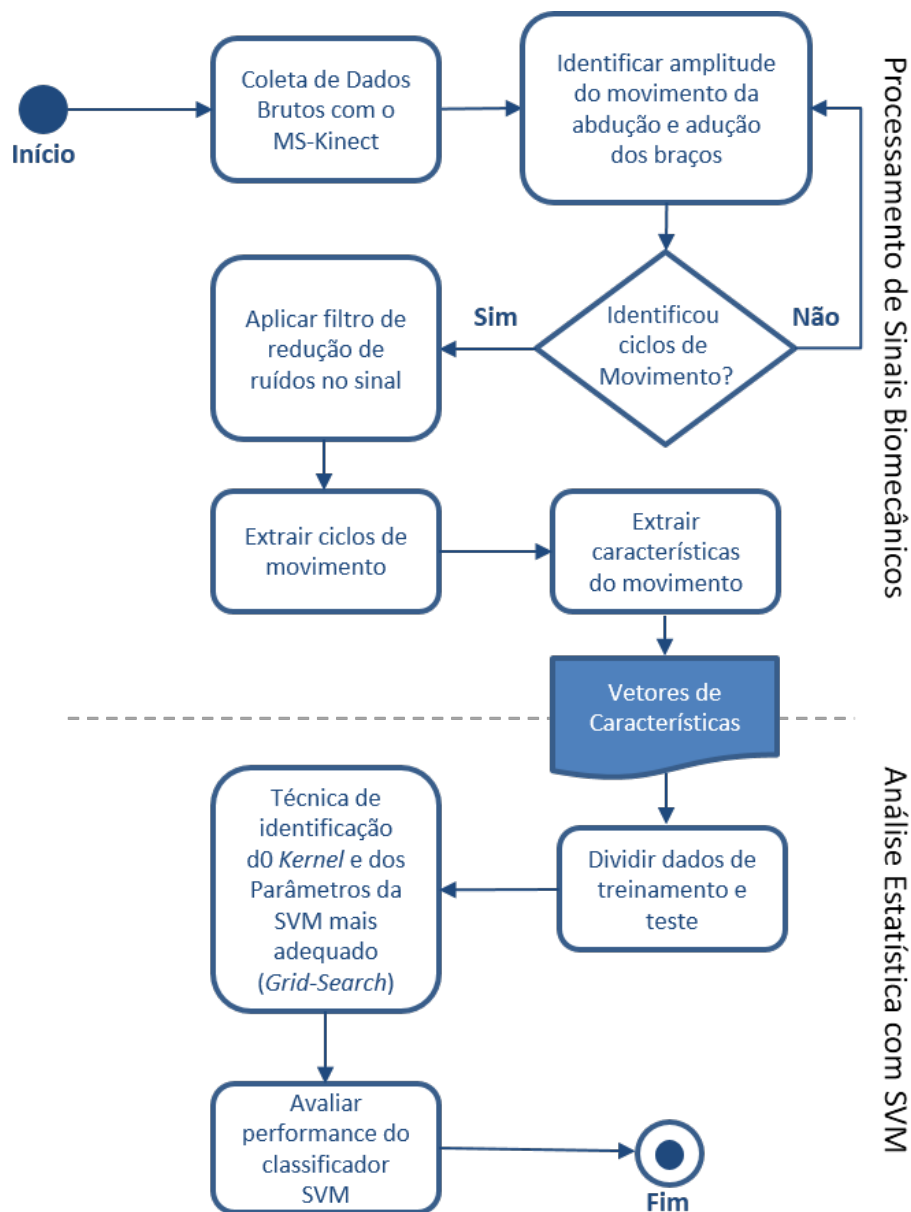 Início
Coleta de Dados
Brutos com o
MS-Kinect
Identificar amplitude
do movimento da
abdução e adução
dos braços
Identificou
ciclos de
Movimento?
Sim
Não
Aplicar filtro de
redução de
ruídos no sinal
Extrair ciclos de
movimento
Extrair
características
do movimento
Vetores de
Características
Dividir dados de
treinamento e
teste
Técnica de
identificação
d0 Kernel e dos
Parâmetros da
SVM mais
adequado
(Grid-Search)
Avaliar
performance do
classificador
SVM
Fim
Processamento de Sinais Biomecânicos
Análise Estatística com SVM